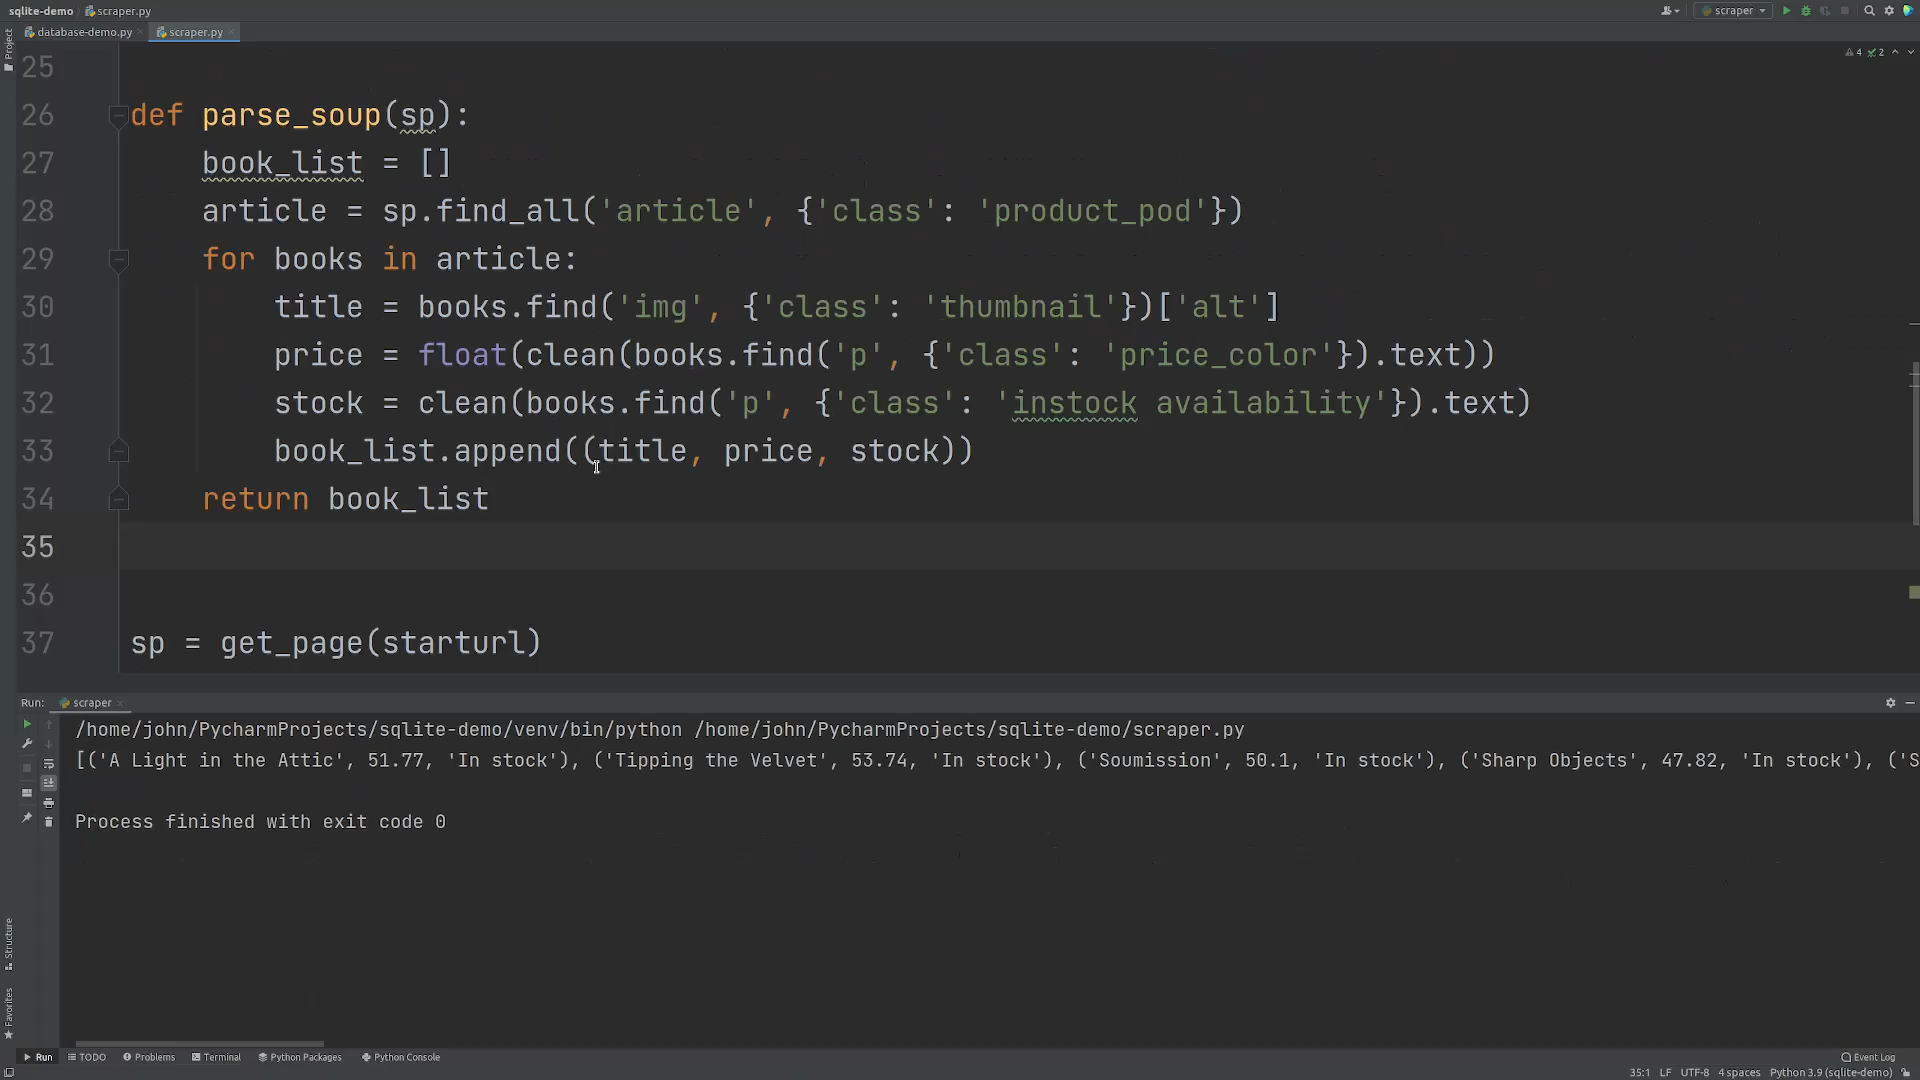 sqlite-demo scraper.py
scraper
Project
database-demo.py scraper.py
4 2
25
26 def parse_soup(sp):
27 book_list = []
28 article = sp.find_all('article', {'class': 'product_pod'})
29 for books in article:
30 title = books.find('img', {'class': 'thumbnail'})['alt']
31 price = float(clean(books.find('p', {'class': 'price_color'}).text))
32 stock = clean(books.find('p', {'class': 'instock availability'}).text)
33 book_list.append((title, price, stock))
34 return book_list
35
36
37 sp = get_page(starturl)
Run: scraper
/home/john/PycharmProjects/sqlite-demo/venv/bin/python /home/john/PycharmProjects/sqlite-demo/scraper.py
[('A Light in the Attic', 51.77, 'In stock'), ('Tipping the Velvet', 53.74, 'In stock'), ('Soumission', 50.1, 'In stock'), ('Sharp Objects', 47.82, 'In stock'), ('S
Process finished with exit code 0
Structure
Favorites
Run TODO Problems Terminal Python Packages Python Console Event Log
35:1 LF UTF-8 4 spaces Python 3.9 (sqlite-demo)